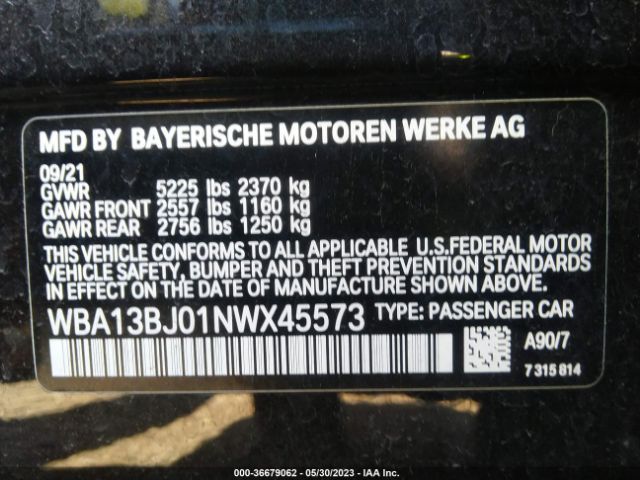 MFD BY BAYERISCHE MOTOREN WERKE AG
09/21
GVWR 5225 lbs 2370 kg
GAWR FRONT 2557 lbs 1160 kg
GAWR REAR 2756 lbs 1250 kg
THIS VEHICLE CONFORMS TO ALL APPLICABLE U.S.FEDERAL MOTOR
VEHICLE SAFETY, BUMPER AND THEFT PREVENTION STANDARDS
IN EFFECT ON THE DATE OF MANUFACTURE SHOWN ABOVE.
WBA13BJ01NWX45573 TYPE: PASSENGER CAR
A90/7
7315814
000-36679062 - 05/30/2023 - IAA Inc.